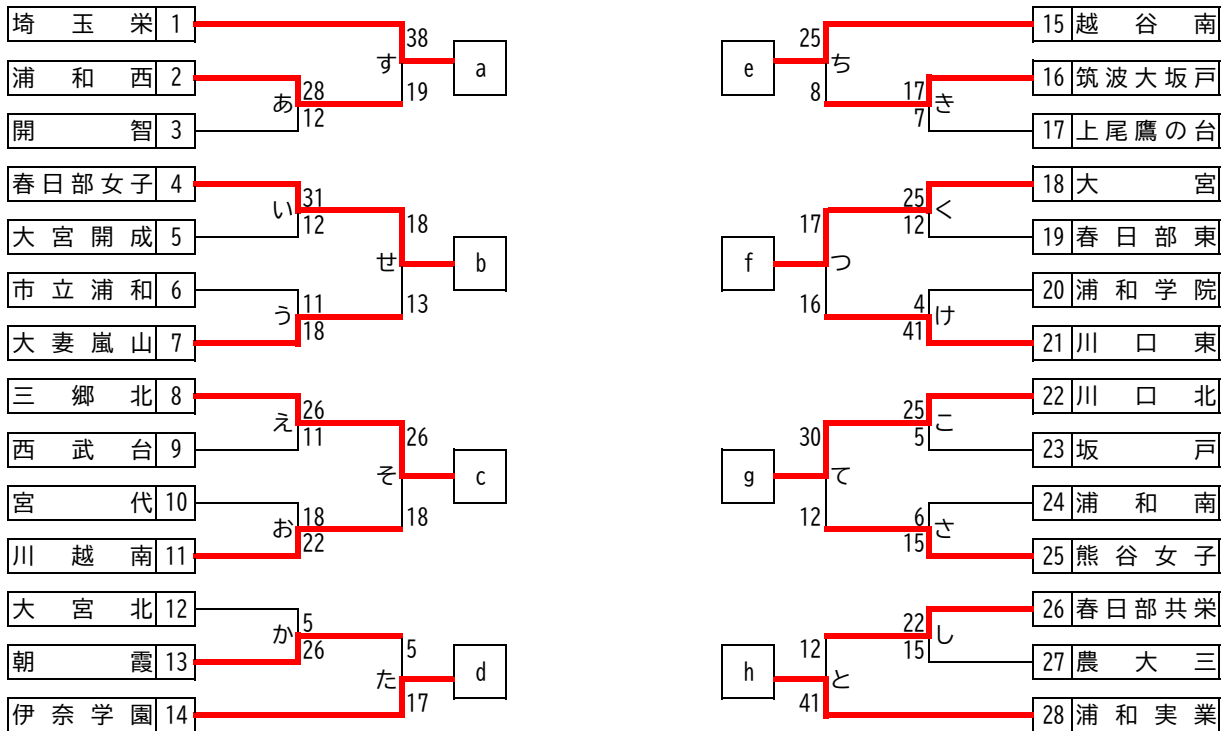 埼玉栄 1
浦和西 2
開智 3
春日部女子 4
大宮開成 5
市立浦和 6
大妻嵐山 7
三郷北 8
西武台 9
宮代 10
川越南 11
大宮北 12
朝霞 13
伊奈学園 14
す 38 19 a
あ 28 12
い 31 12
せ 18 13 b
う 11 18
え 26 11
そ 26 18 c
お 18 22
か 5 26
た 5 17 d
e 25 8 ち
17 7 き
25 12 く
f 17 16 つ
4 41 け
25 5 こ
g 30 12 て
6 15 さ
22 15 し
h 12 41 と
15 越谷南
16 筑波大坂戸
17 上尾鷹の台
18 大宮
19 春日部東
20 浦和学院
21 川口東
22 川口北
23 坂戸
24 浦和南
25 熊谷女子
26 春日部共栄
27 農大三
28 浦和実業